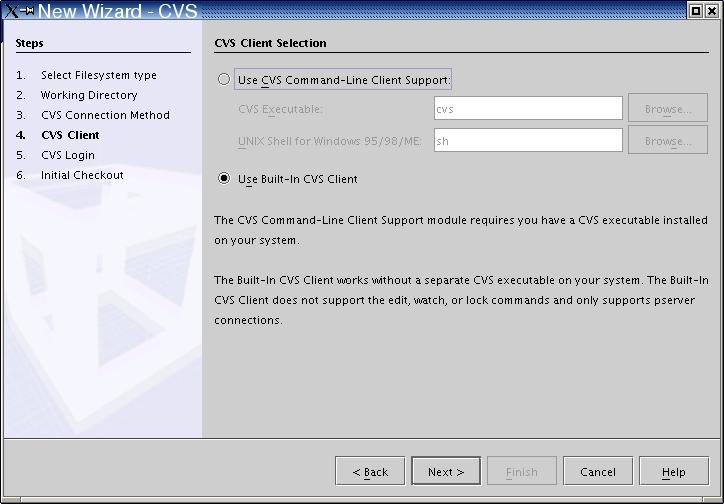 New Wizard - CVS
Steps
1. Select Filesystem type
2. Working Directory
3. CVS Connection Method
4. CVS Client
5. CVS Login
6. Initial Checkout
CVS Client Selection
Use CVS Command-Line Client Support:
CVS Executable: cvs Browse...
UNIX Shell for Windows 95/98/ME: sh Browse...
Use Built-In CVS Client
The CVS Command-Line Client Support module requires you have a CVS executable installed
on your system.
The Built-In CVS Client works without a separate CVS executable on your system. The Built-In
CVS Client does not support the edit, watch, or lock commands and only supports pserver
connections.
< Back Next > Finish Cancel Help